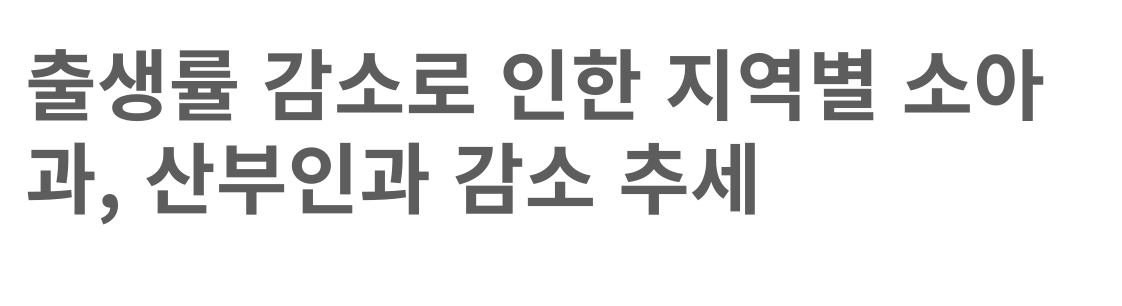 출생률 감소로 인한 지역별 소아
과, 산부인과 감소 추세